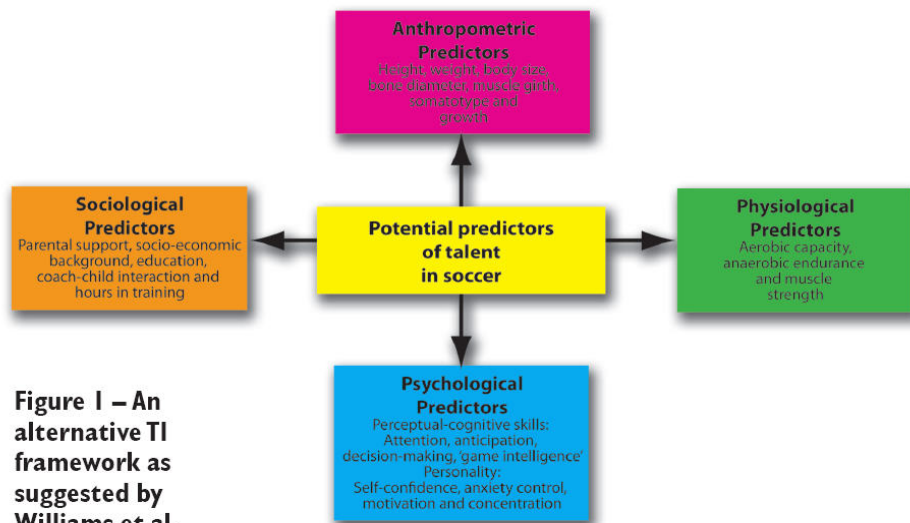 Anthropometric
Predictors
Height, weight, body size,
bone diameter, muscle girth,
somatotype and
growth
Sociological
Predictors
Parental support, socio-economic
background, education,
coach-child interaction and
hours in training
Potential predictors
of talent
in soccer
Physiological
Predictors
Aerobic capacity,
anaerobic endurance
and muscle
strength
Psychological
Predictors
Perceptual-cognitive skills:
Attention, anticipation,
decision-making, ‘game intelligence’
Personality:
Self-confidence, anxiety control,
motivation and concentration
Figure 1 – An
alternative TI
framework as
suggested by
Williams et al